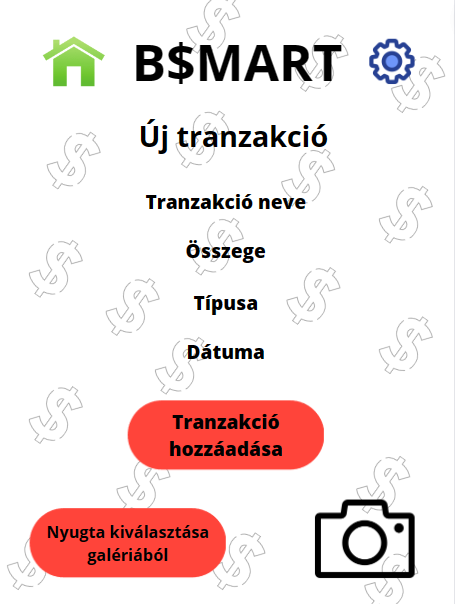 B$MART
Új tranzakció
Tranzakció neve
Összege
Típusa
Dátuma
Tranzakció
hozzáadása
Nyugta kiválasztása
galériából